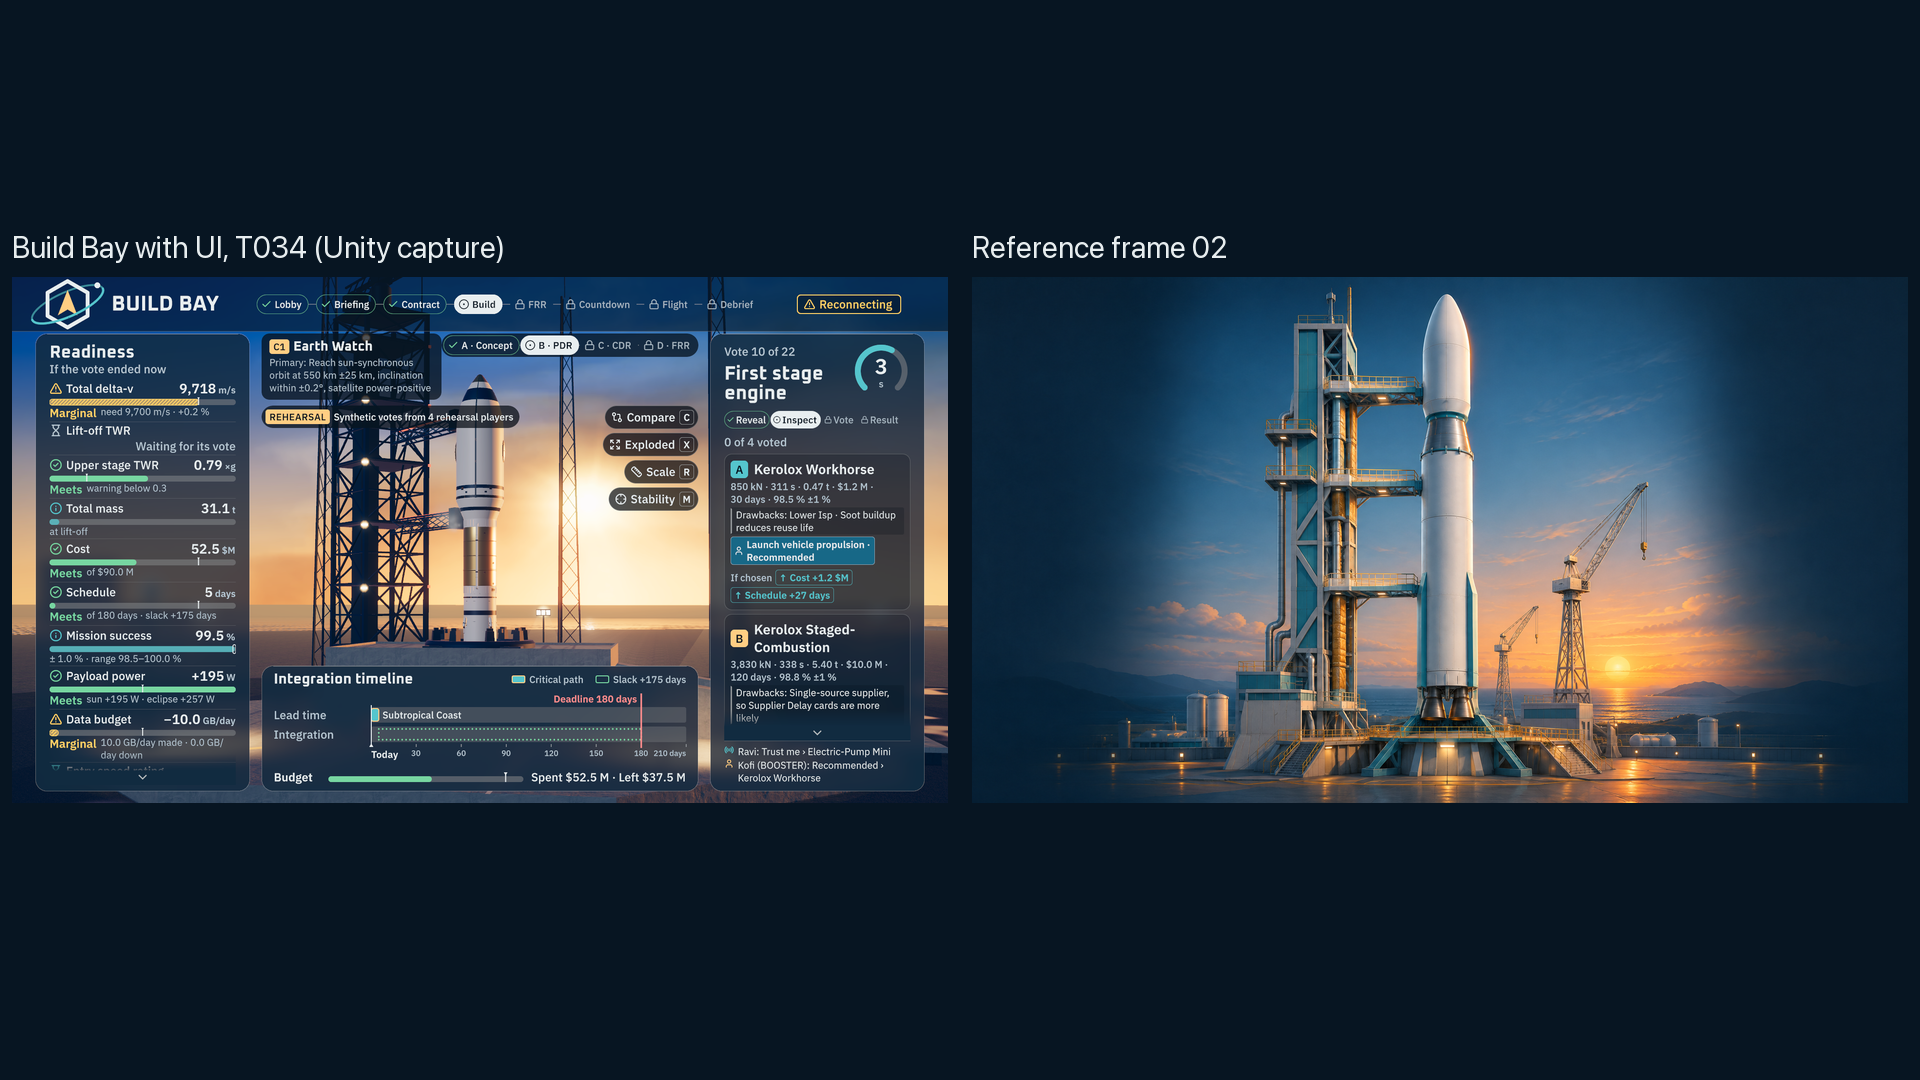 Build Bay with UI, T034 (Unity capture)
Reference frame 02
BUILD BAY
Lobby
Briefing
Contract
Build
FRR
Countdown
Flight
Debrief
Reconnecting
Readiness
If the vote ended now
Total delta-v 9,718 m/s
Marginal need 9,700 m/s · +0.2 %
Lift-off TWR
Waiting for its vote
Upper stage TWR 0.79 ×g
Meets warning below 0.3
Total mass 31.1 t
at lift-off
Cost 52.5 $M
Meets of $90.0 M
Schedule 5 days
Meets of 180 days · slack +175 days
Mission success 99.5 %
± 1.0 % · range 98.5–100.0 %
Payload power +195 W
Meets sun +195 W · eclipse +257 W
Data budget −10.0 GB/day
Marginal 10.0 GB/day made · 0.0 GB/
day down
C1 Earth Watch
Primary: Reach sun-synchronous
orbit at 550 km ±25 km, inclination
within ±0.2°, satellite power-positive
A · Concept
B · PDR
C · CDR
D · FRR
REHEARSAL Synthetic votes from 4 rehearsal players
Compare C
Exploded X
Scale R
Stability M
Integration timeline
Critical path
Slack +175 days
Deadline 180 days
Lead time
Subtropical Coast
Integration
Today 30 60 90 120 150 180 210 days
Budget
Spent $52.5 M · Left $37.5 M
Vote 10 of 22
First stage
engine
3
s
Reveal
Inspect
Vote
Result
0 of 4 voted
A Kerolox Workhorse
850 kN · 311 s · 0.47 t · $1.2 M ·
30 days · 98.5 % ±1 %
Drawbacks: Lower Isp · Soot buildup
reduces reuse life
Launch vehicle propulsion ·
Recommended
If chosen ↑ Cost +1.2 $M
↑ Schedule +27 days
B Kerolox Staged-
Combustion
3,830 kN · 338 s · 5.40 t · $10.0 M ·
120 days · 98.8 % ±1 %
Drawbacks: Single-source supplier,
so Supplier Delay cards are more
likely
Ravi: Trust me › Electric-Pump Mini
Kofi (BOOSTER): Recommended ›
Kerolox Workhorse